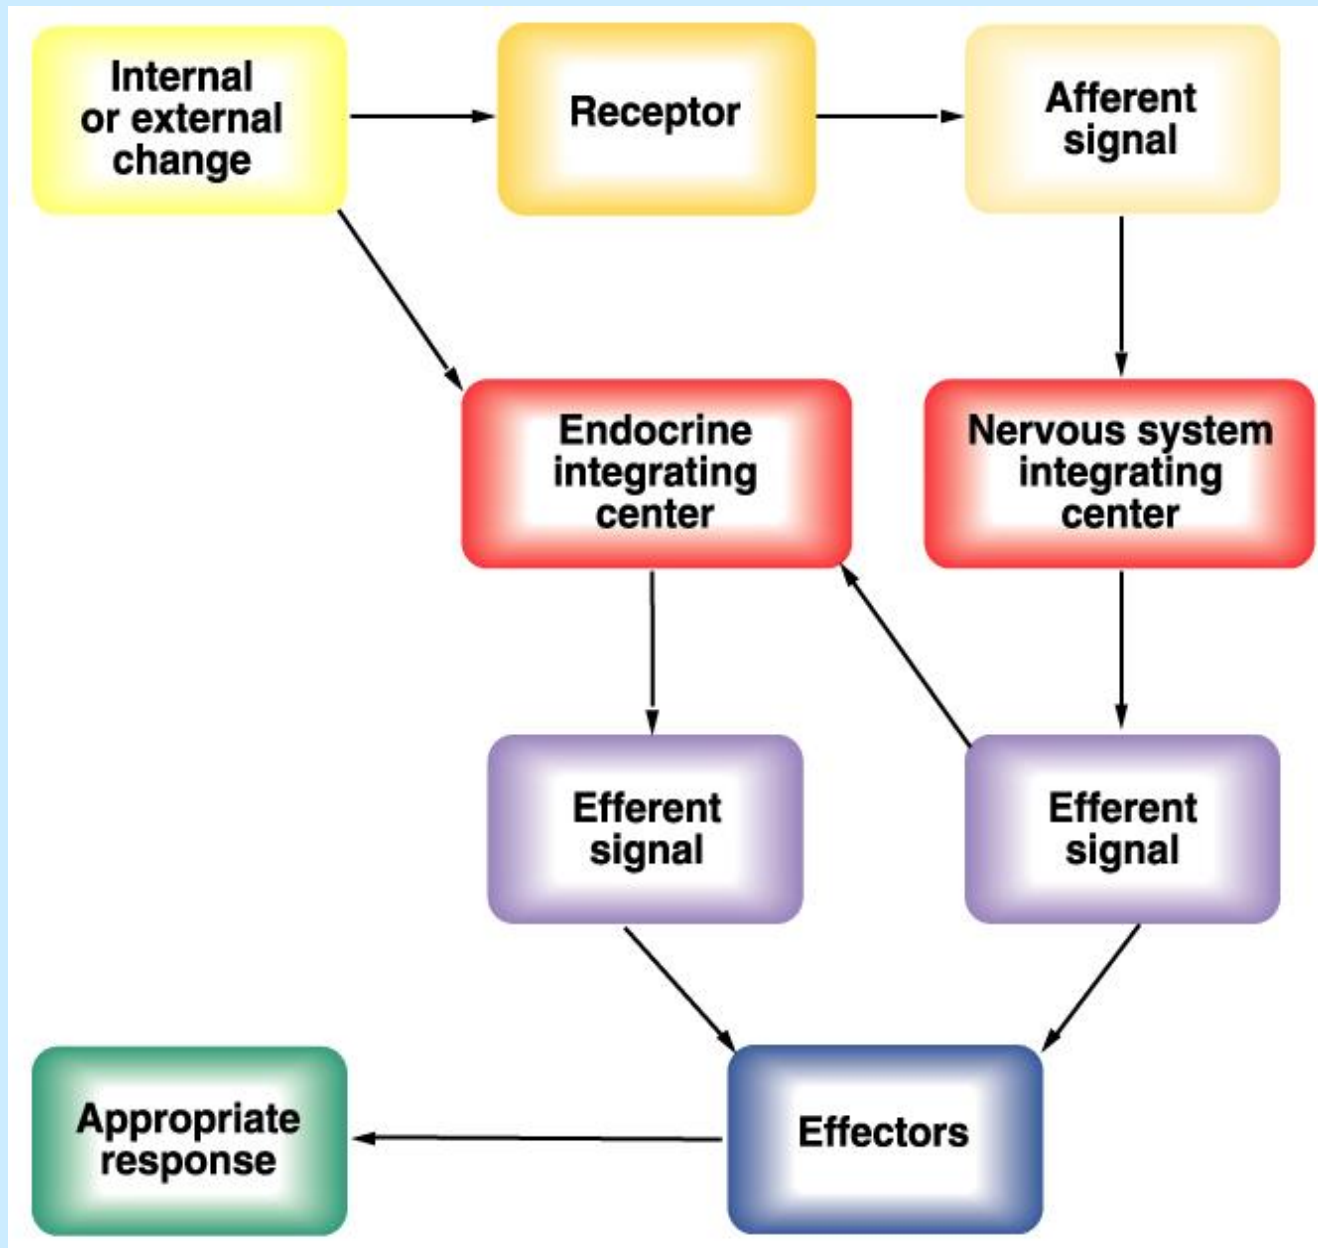 Internal
or external
change
Receptor
Afferent
signal
Endocrine
integrating
center
Nervous system
integrating
center
Efferent
signal
Efferent
signal
Appropriate
response
Effectors